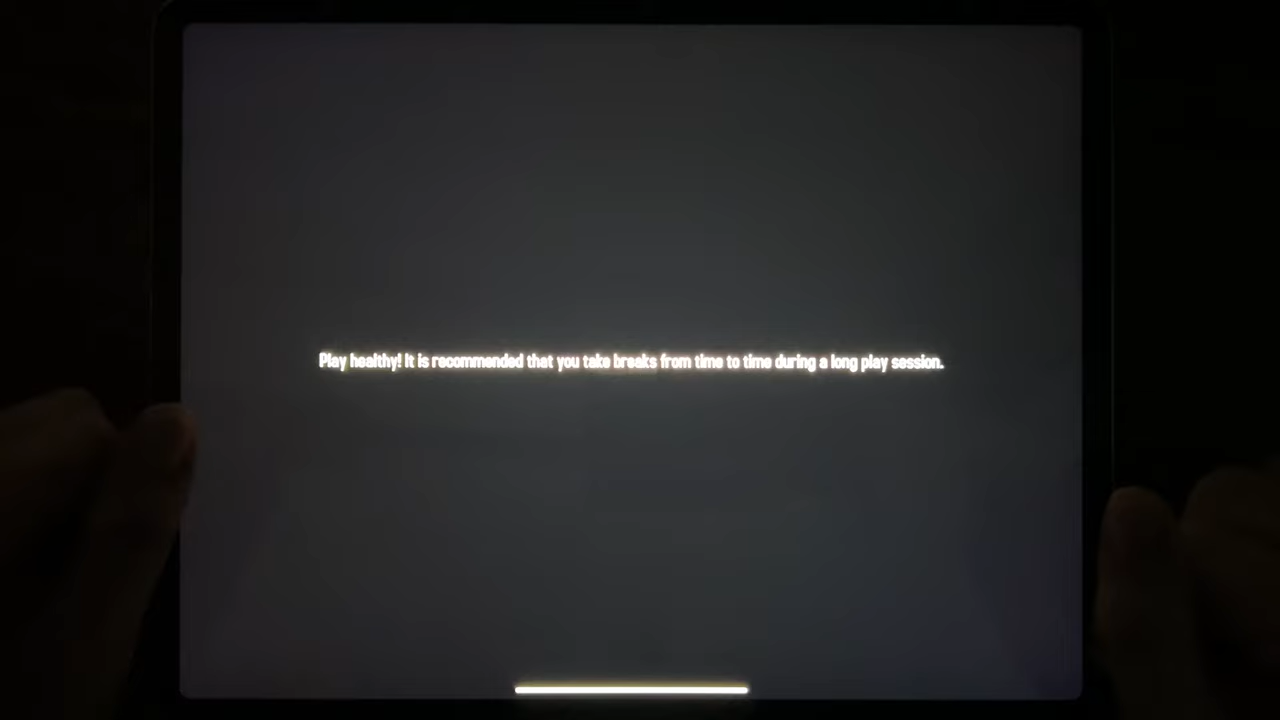 Play healthy! It is recommended that you take breaks from time to time during a long play session.